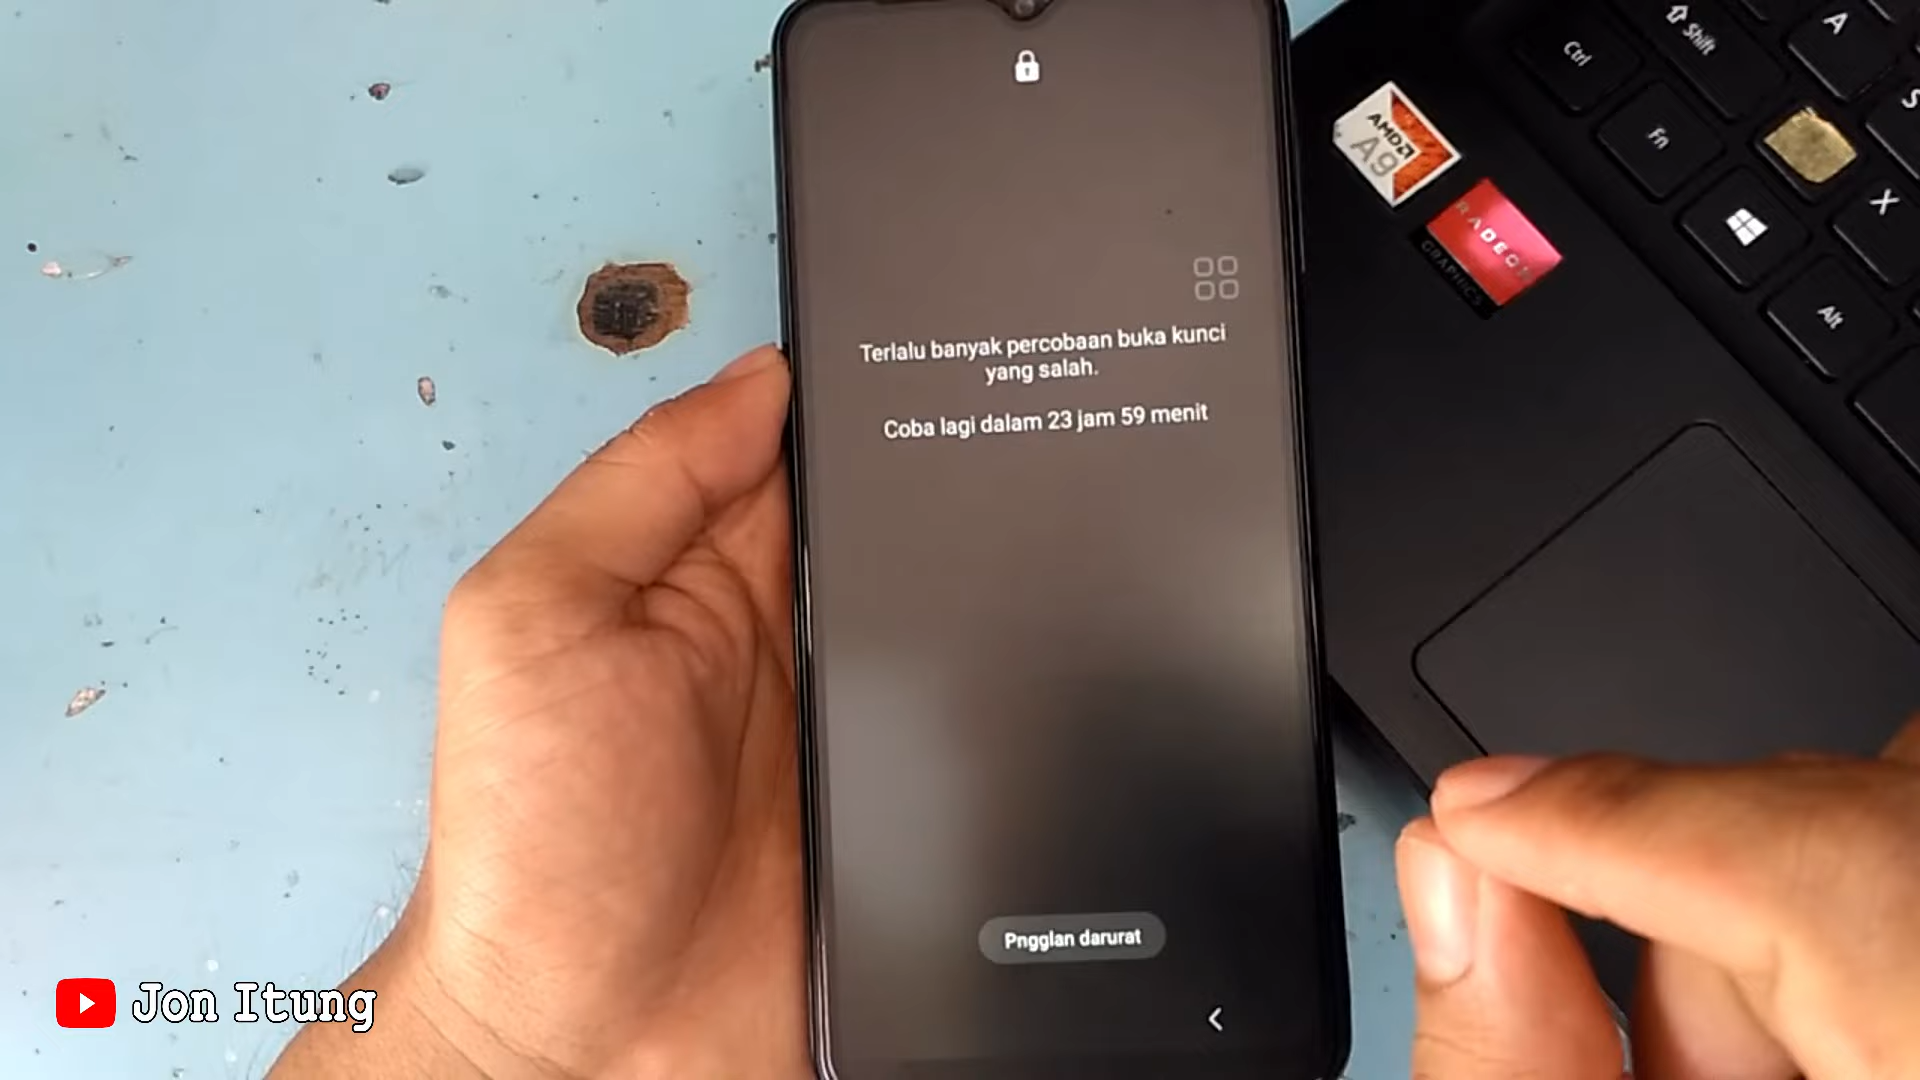 Terlalu banyak percobaan buka kunci
yang salah.
Coba lagi dalam 23 jam 59 menit
Pngglan darurat
Jon Itung
Ctrl
Shift
A
Fn
X
Alt
AMD
A9
RADEON
GRAPHICS